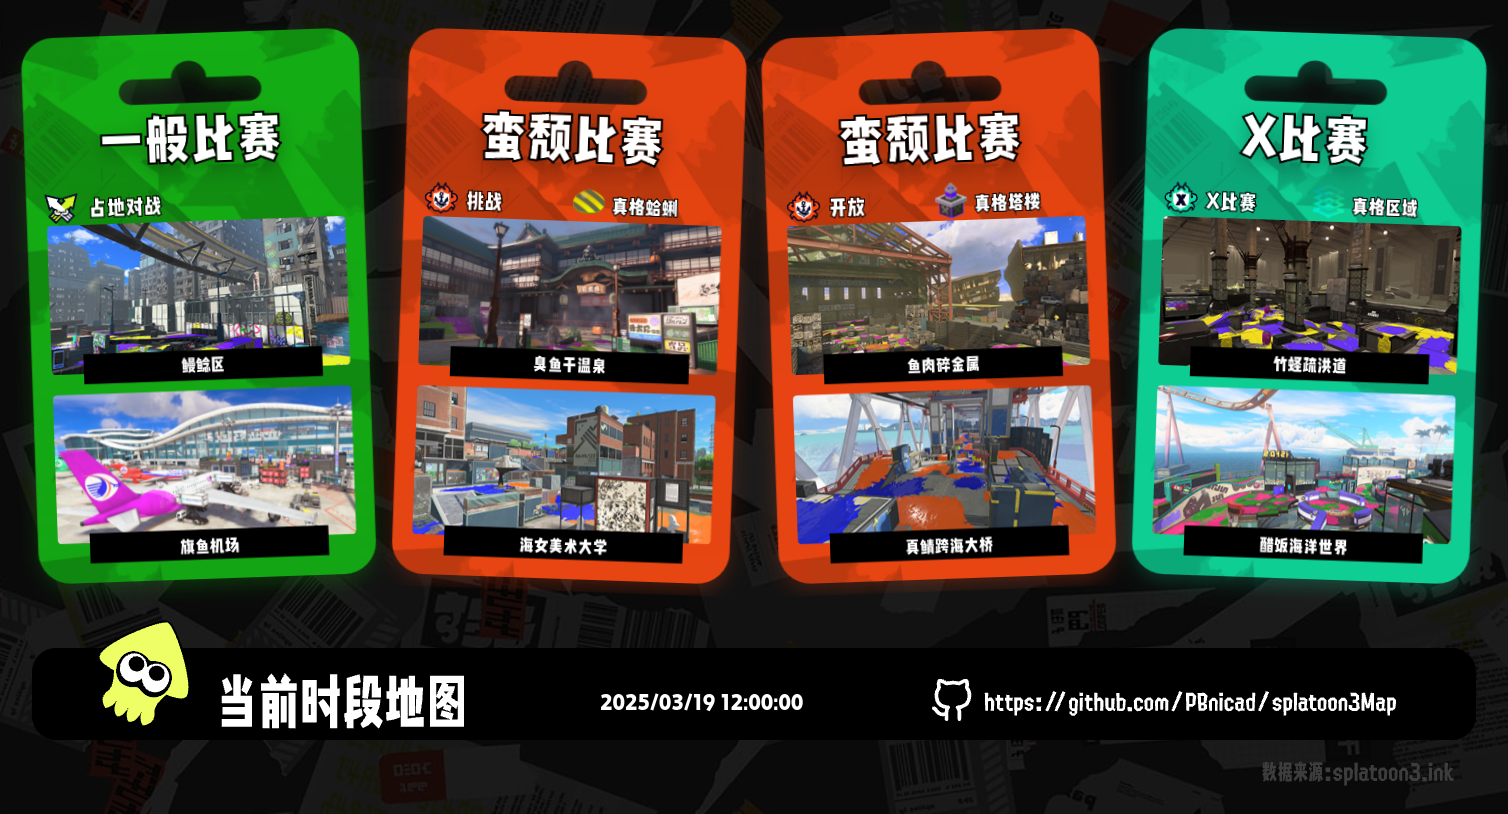 一般比赛
占地对战
鳗鲶区
旗鱼机场
蛮颓比赛
挑战
真格蛤蜊
臭鱼干温泉
海女美术大学
蛮颓比赛
开放
真格塔楼
鱼肉碎金属
真鲷跨海大桥
X比赛
X比赛
真格区域
竹蛏疏洪道
醋饭海洋世界
当前时段地图
2025/03/19 12:00:00
https://github.com/PBnicad/splatoon3Map
数据来源:splatoon3.ink